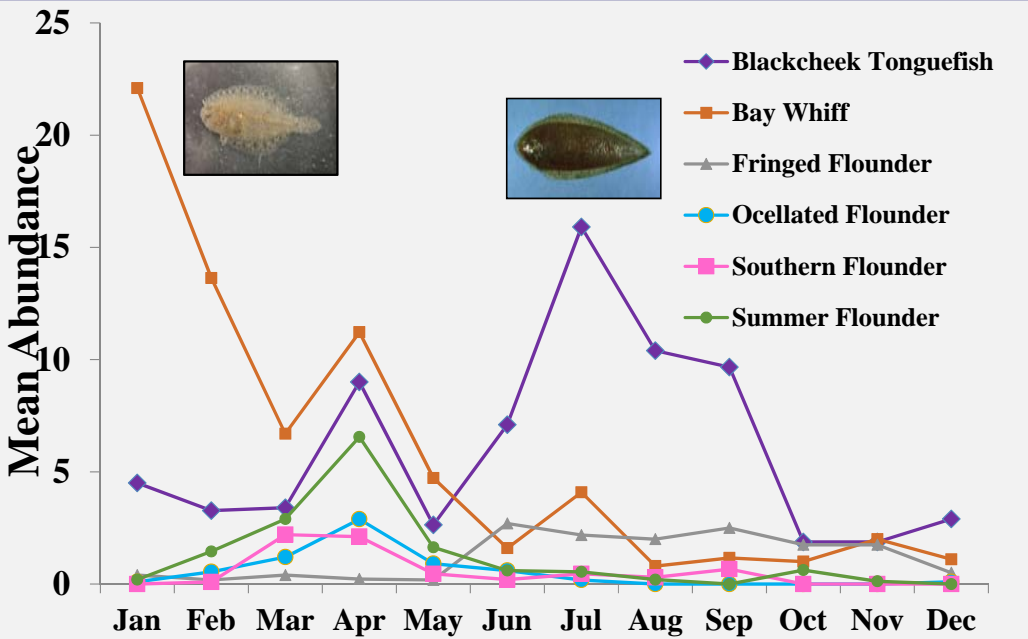 25
20
15
10
5
0
Mean Abundance
Blackcheek Tonguefish
Bay Whiff
Fringed Flounder
Ocellated Flounder
Southern Flounder
Summer Flounder
Jan Feb Mar Apr May Jun Jul Aug Sep Oct Nov Dec